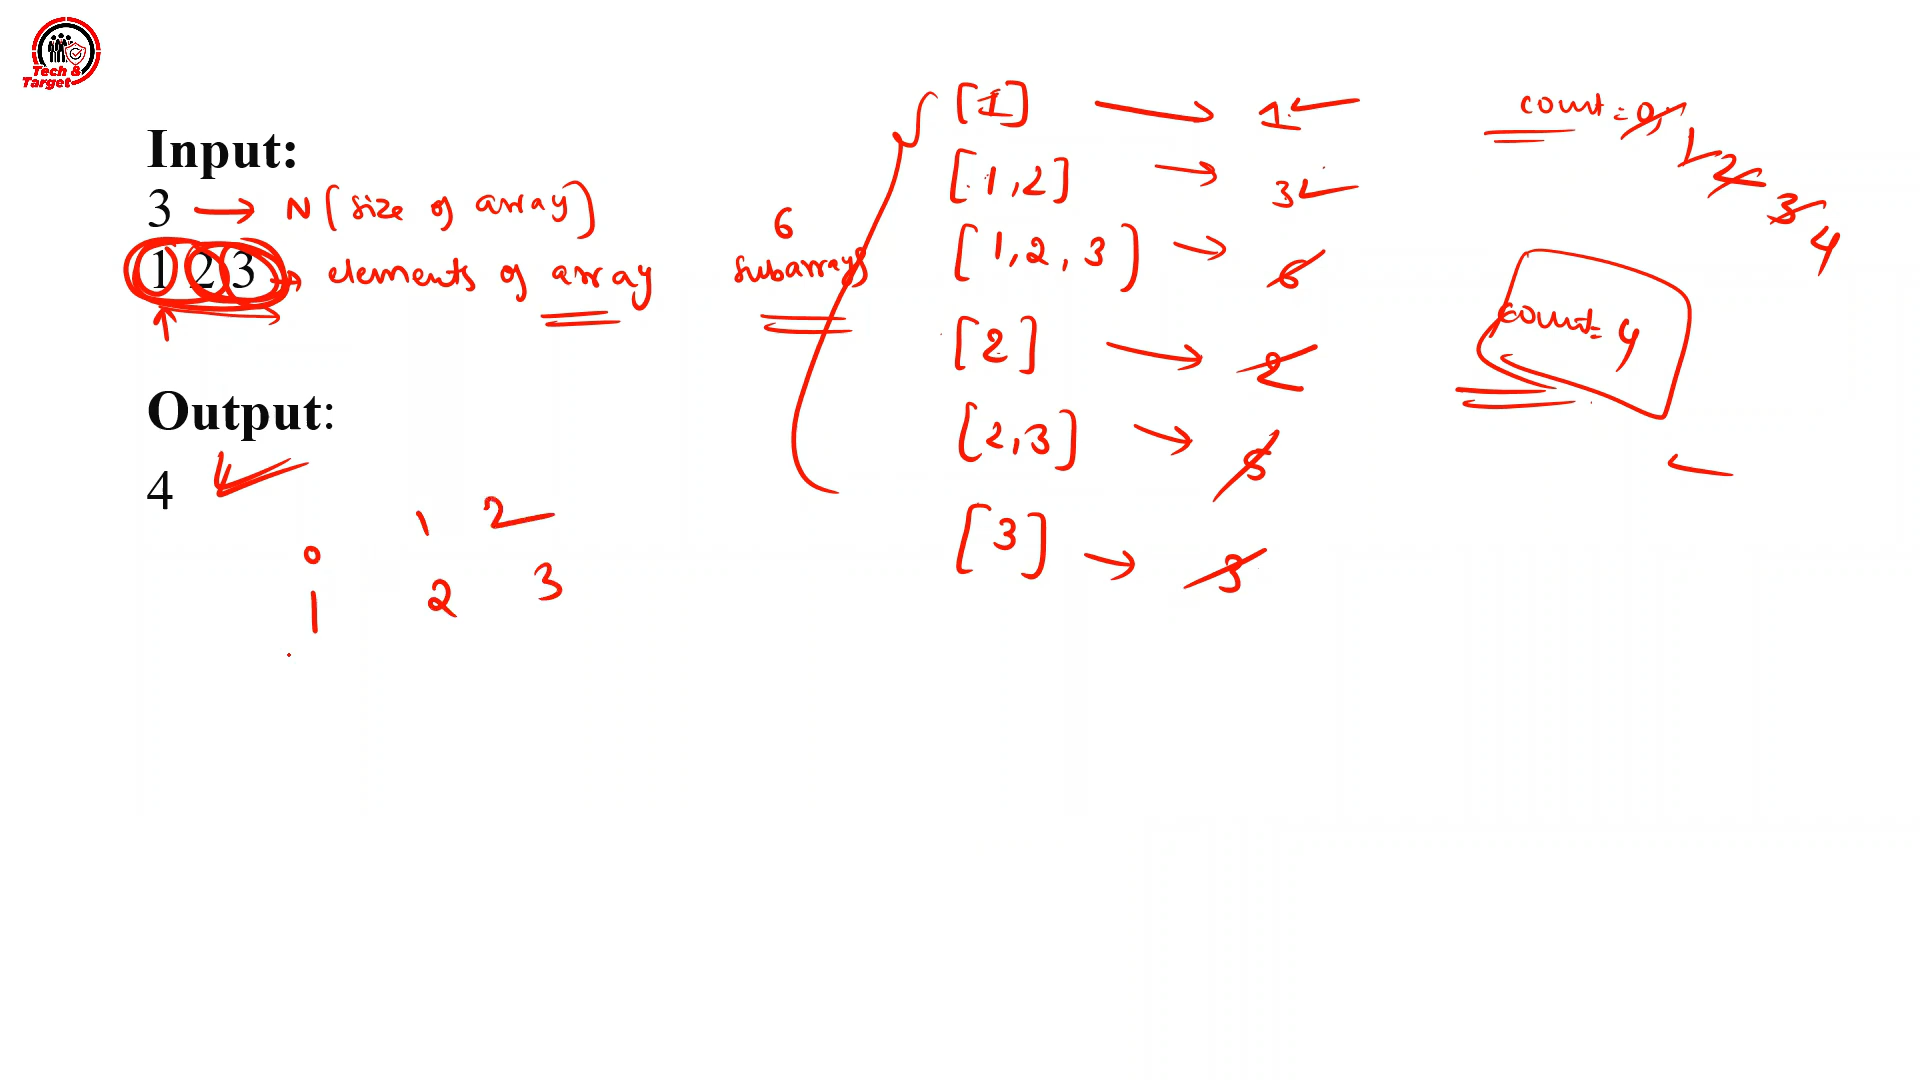 Tech &
Target
Input:
3 → N (size of array)
1 2 3 → elements of array
Output:
4
0 1 2
1 2 3
6
subarrays
[1] → 1
[1,2] → 3
[1,2,3] → 6
[2] → 2
[2,3] → 5
[3] → 3
count = 0, 1 2 3 4
count = 4